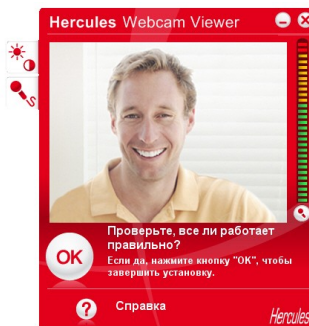 Hercules Webcam Viewer
S
Проверьте, все ли работает
правильно?
OK
Если да, нажмите кнопку "OK", чтобы
завершить установку.
? Справка
Hercules